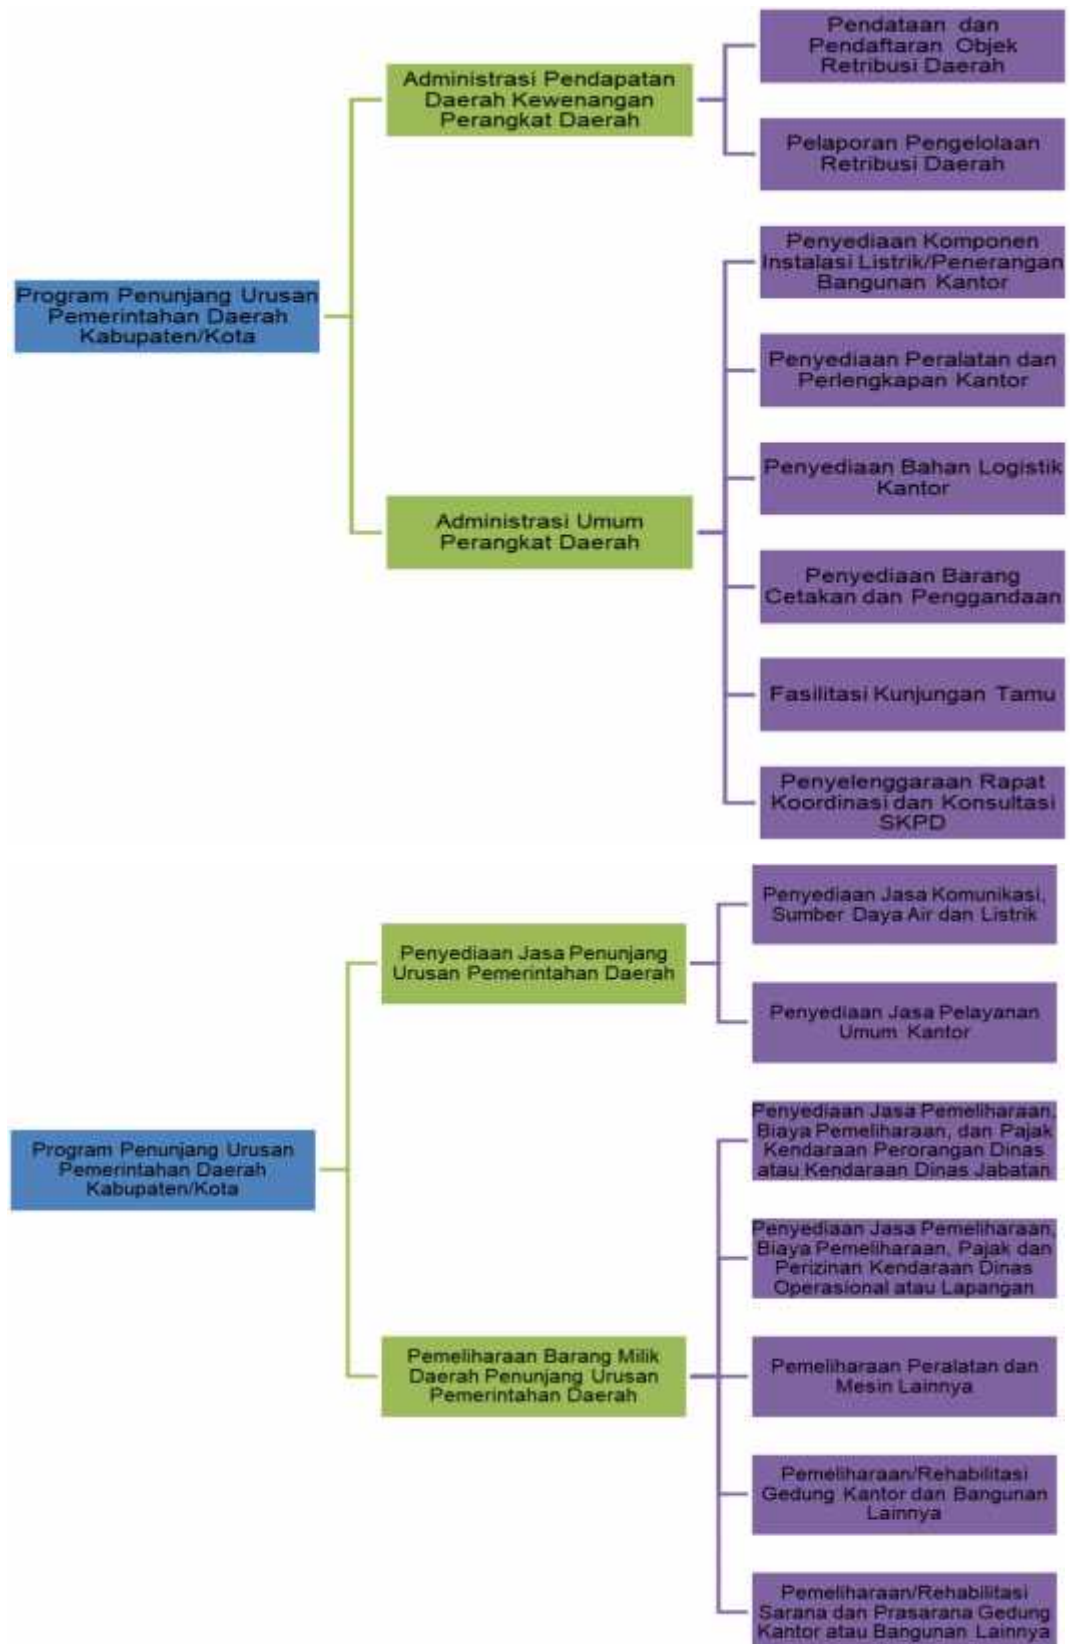 Pendataan dan
Pendaftaran Objek
Retribusi Daerah
Administrasi Pendapatan
Daerah Kewenangan
Perangkat Daerah
Pelaporan Pengelolaan
Retribusi Daerah
Program Penunjang Urusan
Pemerintahan Daerah
Kabupaten/Kota
Penyediaan Komponen
Instalasi Listrik/Penerangan
Bangunan Kantor
Penyediaan Peralatan dan
Perlengkapan Kantor
Penyediaan Bahan Logistik
Kantor
Administrasi Umum
Perangkat Daerah
Penyediaan Barang
Cetakan dan Penggandaan
Fasilitasi Kunjungan Tamu
Penyelenggaraan Rapat
Koordinasi dan Konsultasi
SKPD
Penyediaan Jasa Komunikasi,
Sumber Daya Air dan Listrik
Penyediaan Jasa Penunjang
Urusan Pemerintahan Daerah
Penyediaan Jasa Pelayanan
Umum Kantor
Program Penunjang Urusan
Pemerintahan Daerah
Kabupaten/Kota
Penyediaan Jasa Pemeliharaan,
Biaya Pemeliharaan, dan Pajak
Kendaraan Perorangan Dinas
atau Kendaraan Dinas Jabatan
Penyediaan Jasa Pemeliharaan,
Biaya Pemeliharaan, Pajak dan
Perizinan Kendaraan Dinas
Operasional atau Lapangan
Pemeliharaan Barang Milik
Daerah Penunjang Urusan
Pemerintahan Daerah
Pemeliharaan Peralatan dan
Mesin Lainnya
Pemeliharaan/Rehabilitasi
Gedung Kantor dan Bangunan
Lainnya
Pemeliharaan/Rehabilitasi
Sarana dan Prasarana Gedung
Kantor atau Bangunan Lainnya